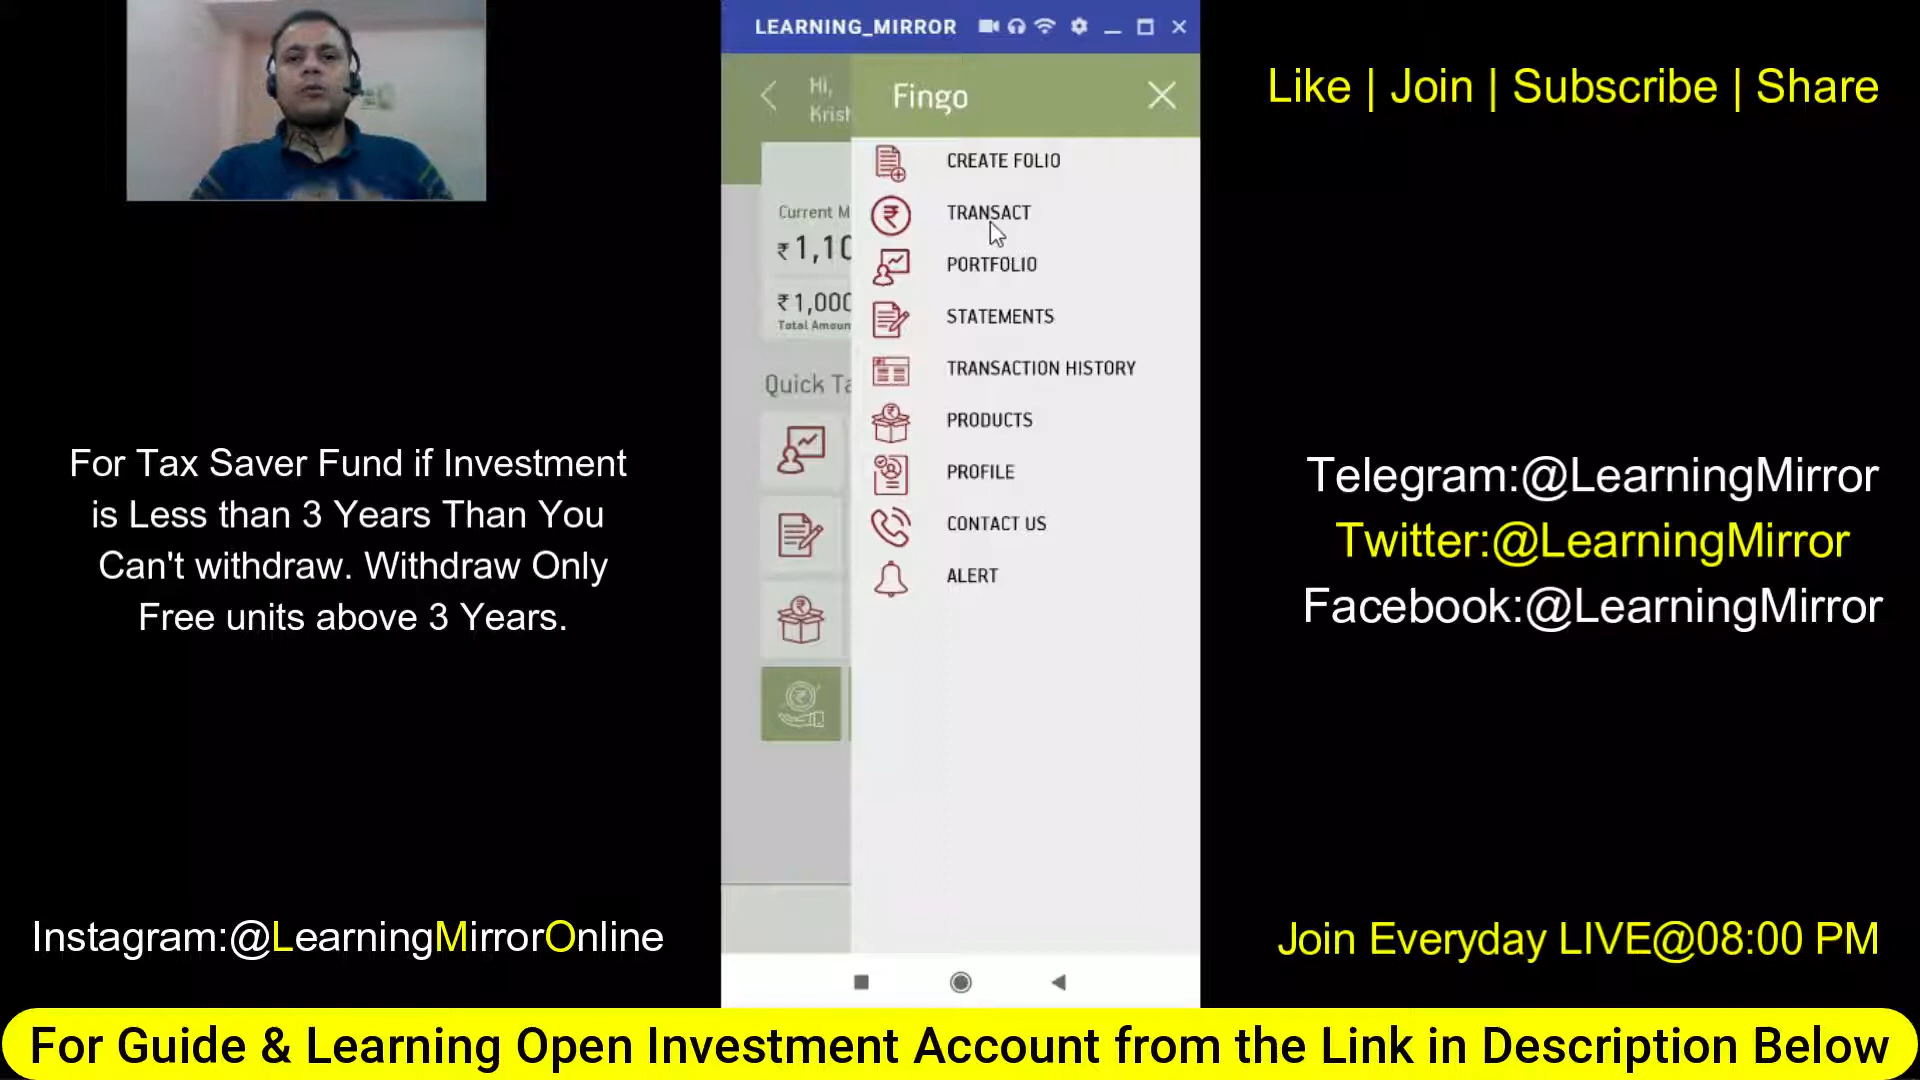 LEARNING_MIRROR
Like | Join | Subscribe | Share
Hi,
Krish
Fingo
CREATE FOLIO
TRANSACT
PORTFOLIO
STATEMENTS
TRANSACTION HISTORY
PRODUCTS
PROFILE
CONTACT US
ALERT
Current M
₹1,10
₹1,000
Total Amoun
Quick Ta
For Tax Saver Fund if Investment
is Less than 3 Years Than You
Can't withdraw. Withdraw Only
Free units above 3 Years.
Telegram:@LearningMirror
Twitter:@LearningMirror
Facebook:@LearningMirror
Instagram:@LearningMirrorOnline
Join Everyday LIVE@08:00 PM
For Guide & Learning Open Investment Account from the Link in Description Below